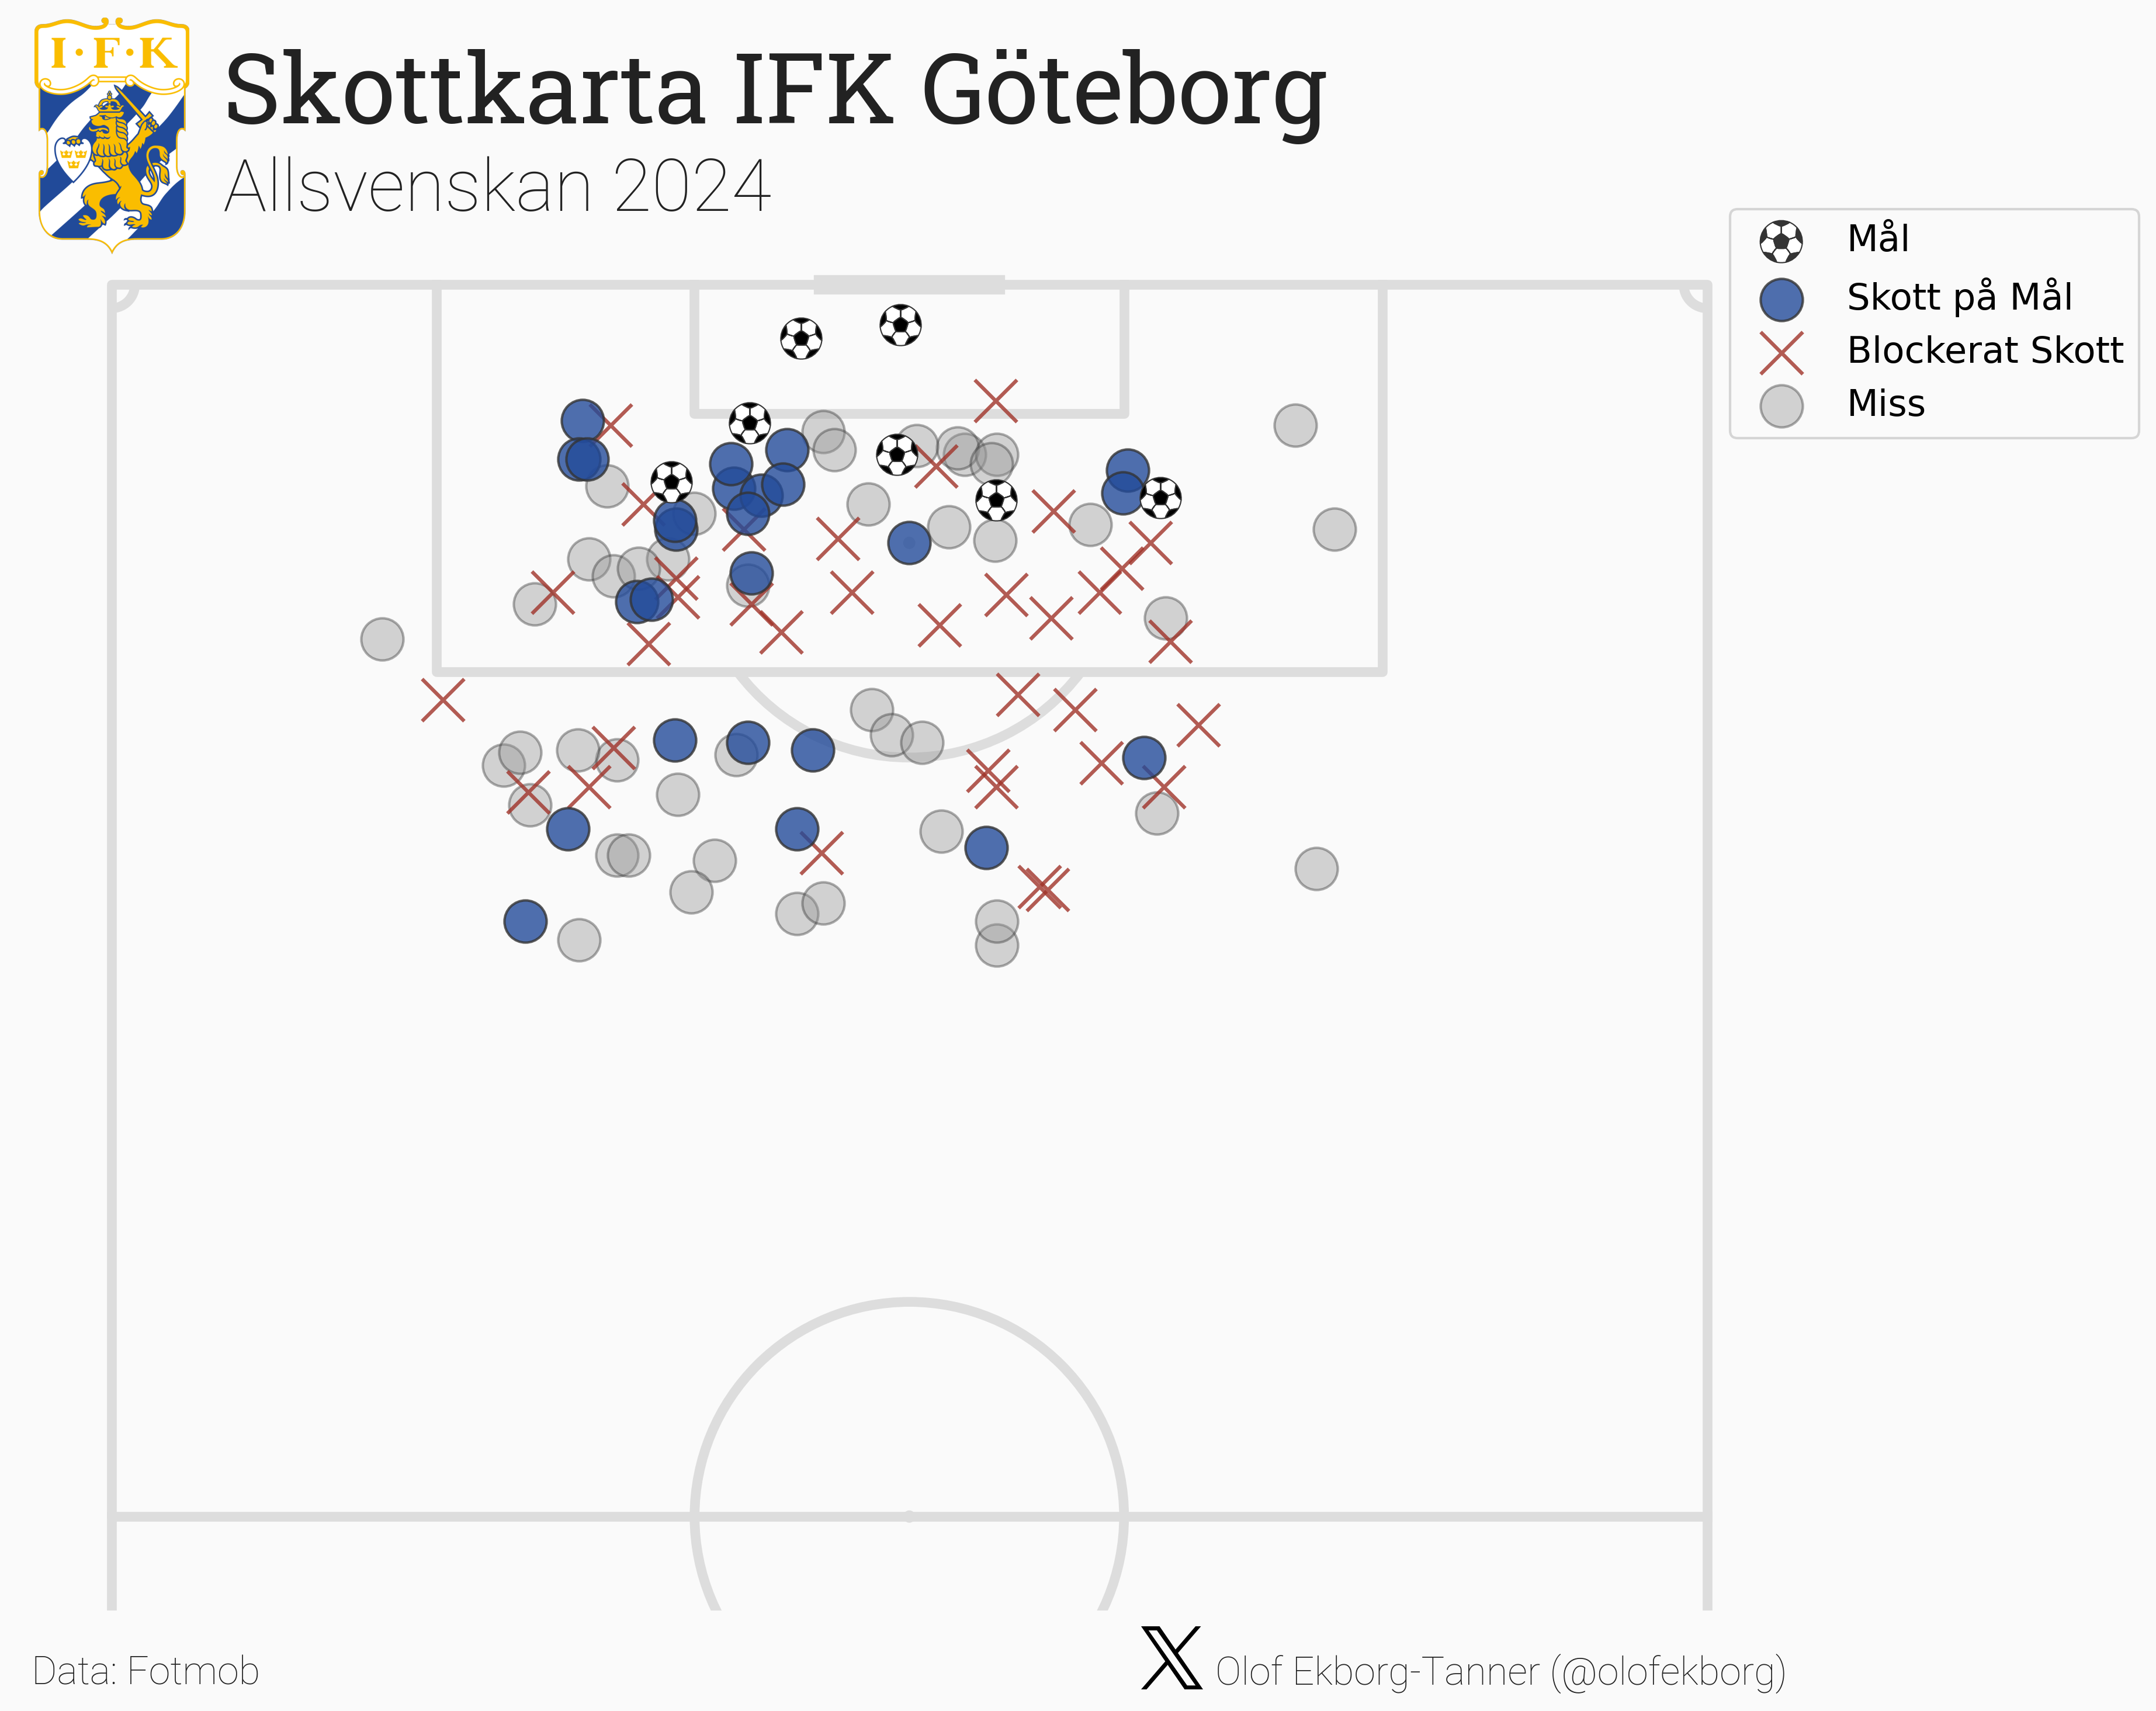 I·F·K
Skottkarta IFK Göteborg
Allsvenskan 2024
Mål
Skott på Mål
Blockerat Skott
Miss
Data: Fotmob
Olof Ekborg-Tanner (@olofekborg)